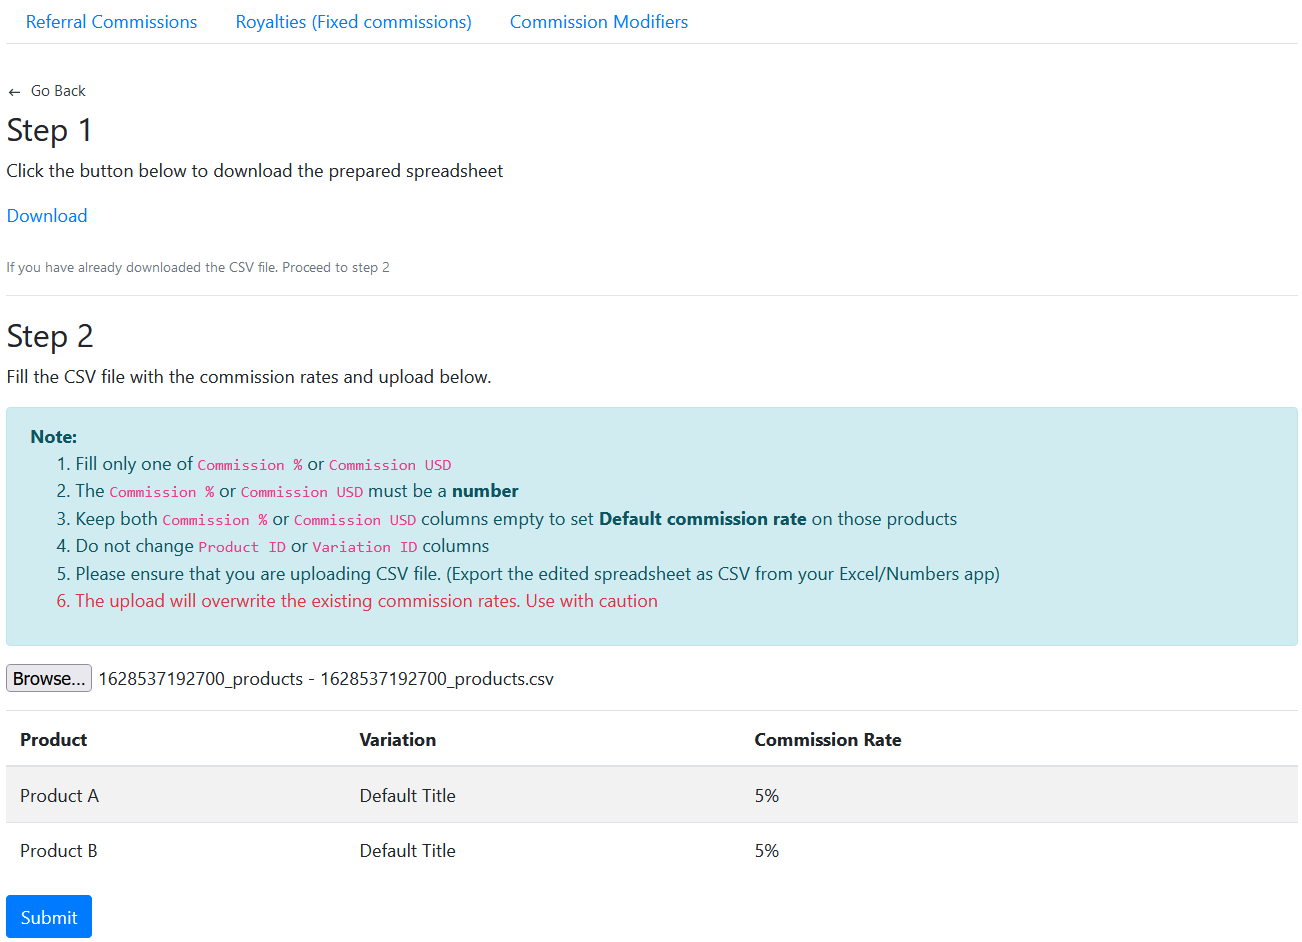 Referral Commissions Royalties (Fixed commissions) Commission Modifiers
← Go Back
Step 1
Click the button below to download the prepared spreadsheet
Download
If you have already downloaded the CSV file. Proceed to step 2
Step 2
Fill the CSV file with the commission rates and upload below.
Note:
1. Fill only one of Commission % or Commission USD
2. The Commission % or Commission USD must be a number
3. Keep both Commission % or Commission USD columns empty to set Default commission rate on those products
4. Do not change Product ID or Variation ID columns
5. Please ensure that you are uploading CSV file. (Export the edited spreadsheet as CSV from your Excel/Numbers app)
6. The upload will overwrite the existing commission rates. Use with caution
Browse... 1628537192700_products - 1628537192700_products.csv
Product Variation Commission Rate
Product A Default Title 5%
Product B Default Title 5%
Submit